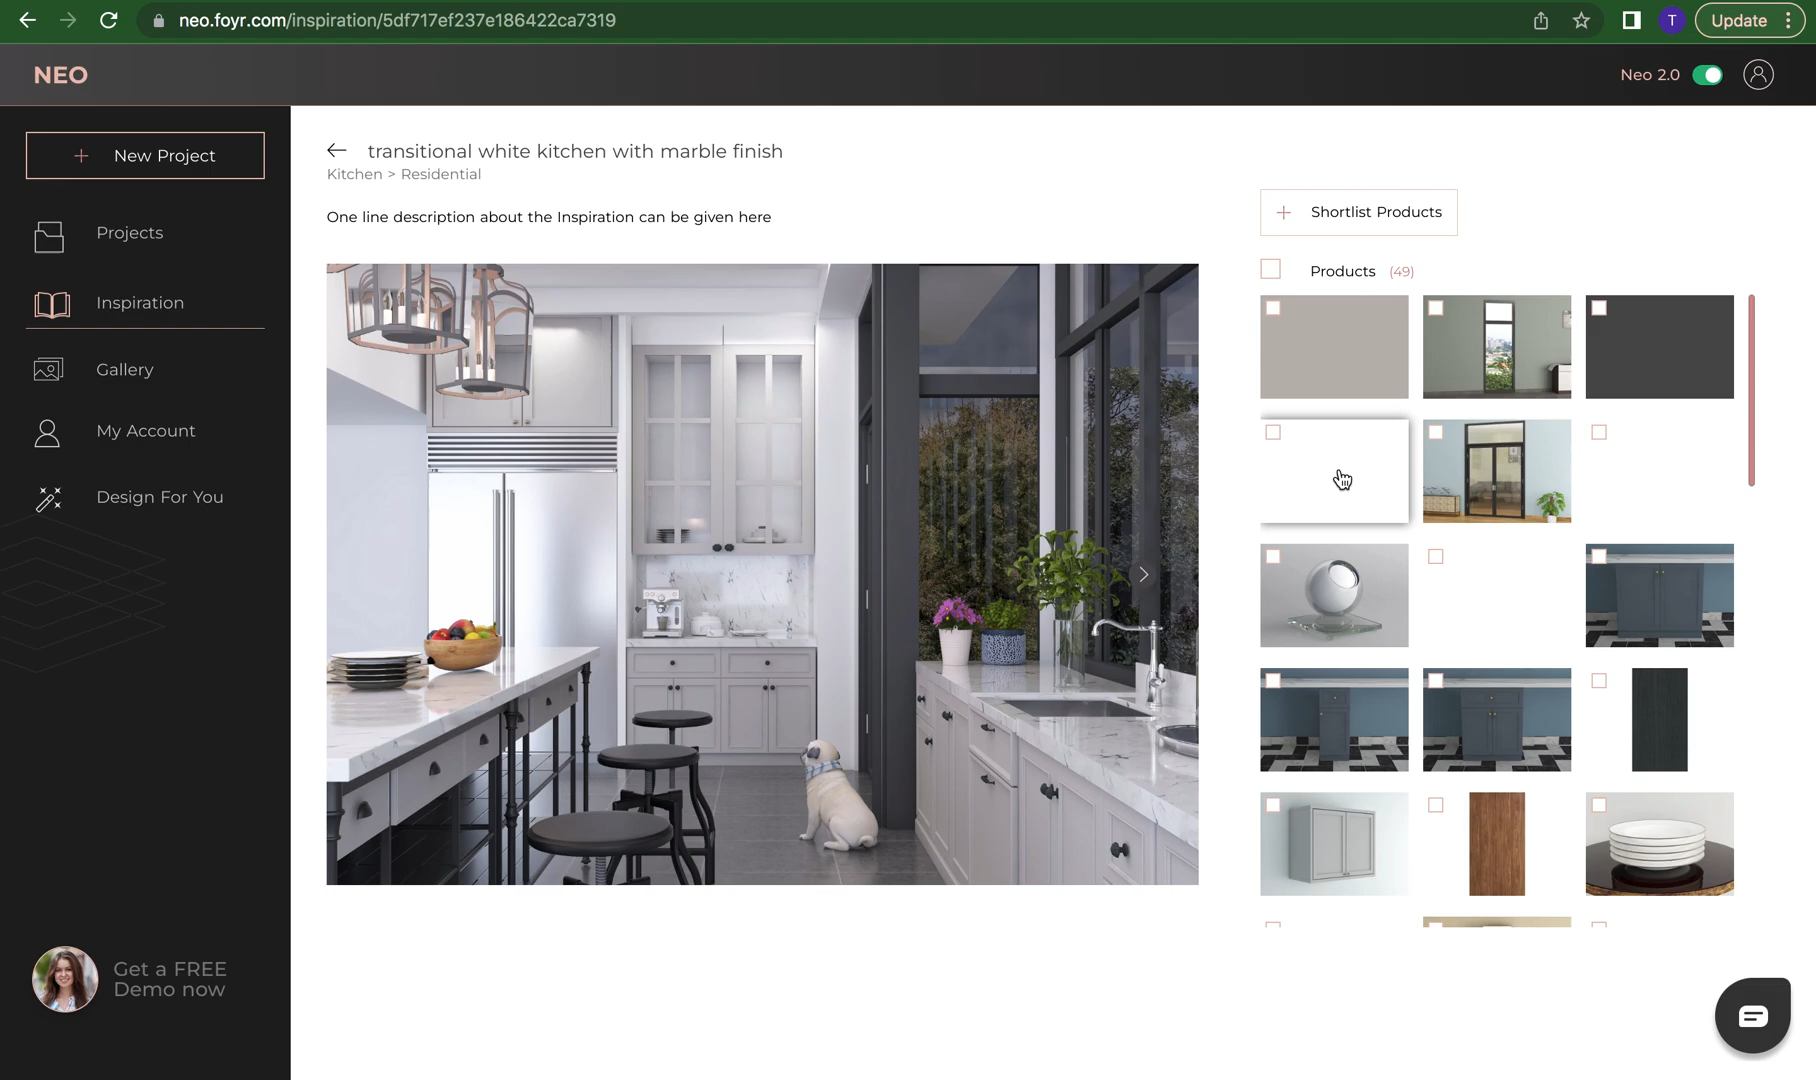 neo.foyr.com/inspiration/5df717ef237e186422ca7319
T
Update
NEO
Neo 2.0
New Project
Projects
Inspiration
Gallery
My Account
Design For You
Get a FREE
Demo now
transitional white kitchen with marble finish
Kitchen > Residential
One line description about the Inspiration can be given here
Shortlist Products
Products (49)